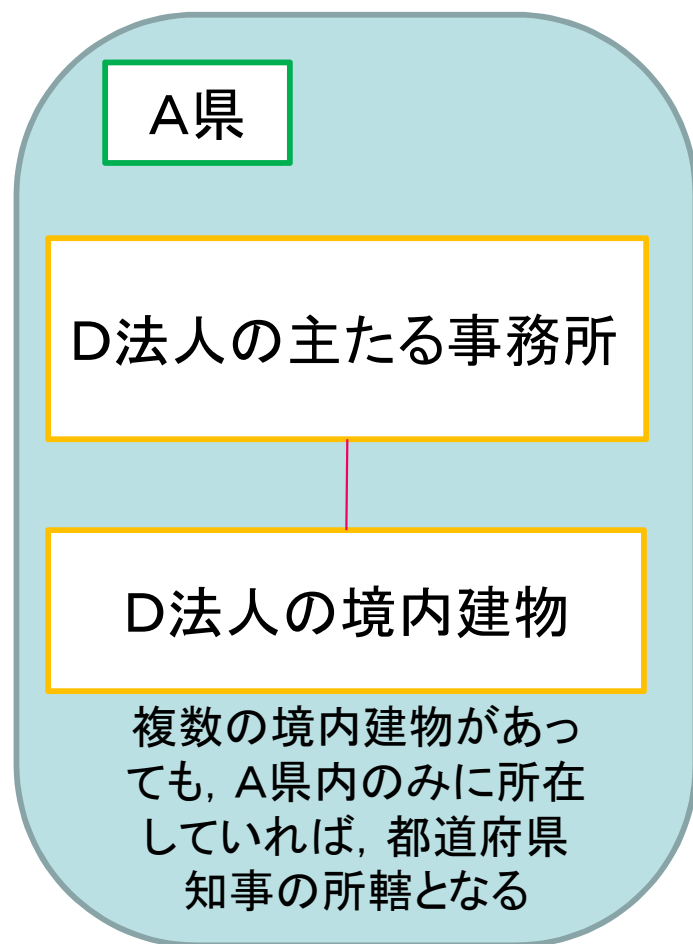 A県
D法人の主たる事務所
D法人の境内建物
複数の境内建物があっ
ても, A県内のみに所在
していれば, 都道府県
知事の所轄となる